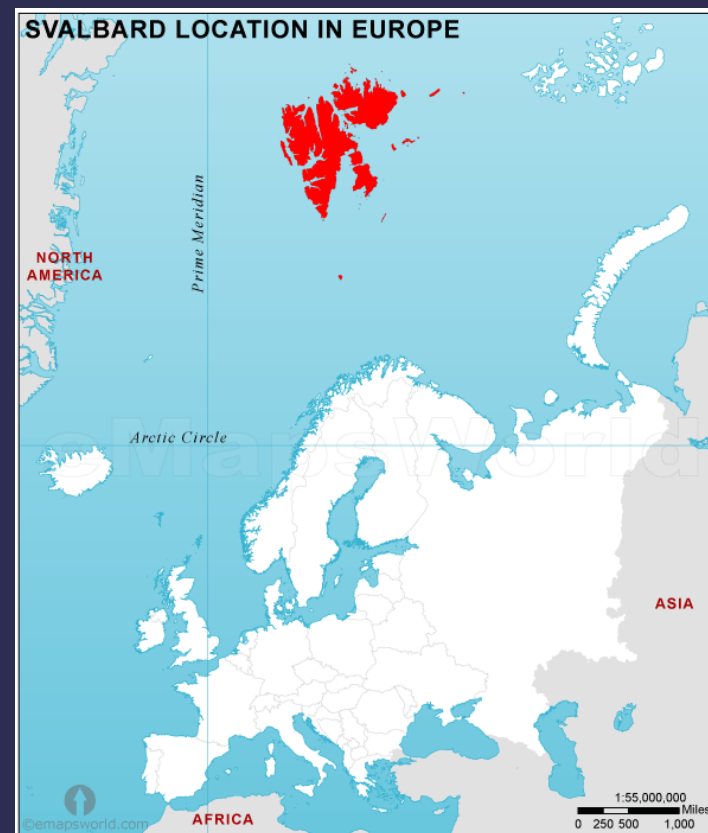 SVALBARD LOCATION IN EUROPE
Prime Meridian
NORTH
AMERICA
Arctic Circle
eMapsWorld
ASIA
1:55,000,000
Miles
0 250 500 1,000
AFRICA
©emapsworld.com